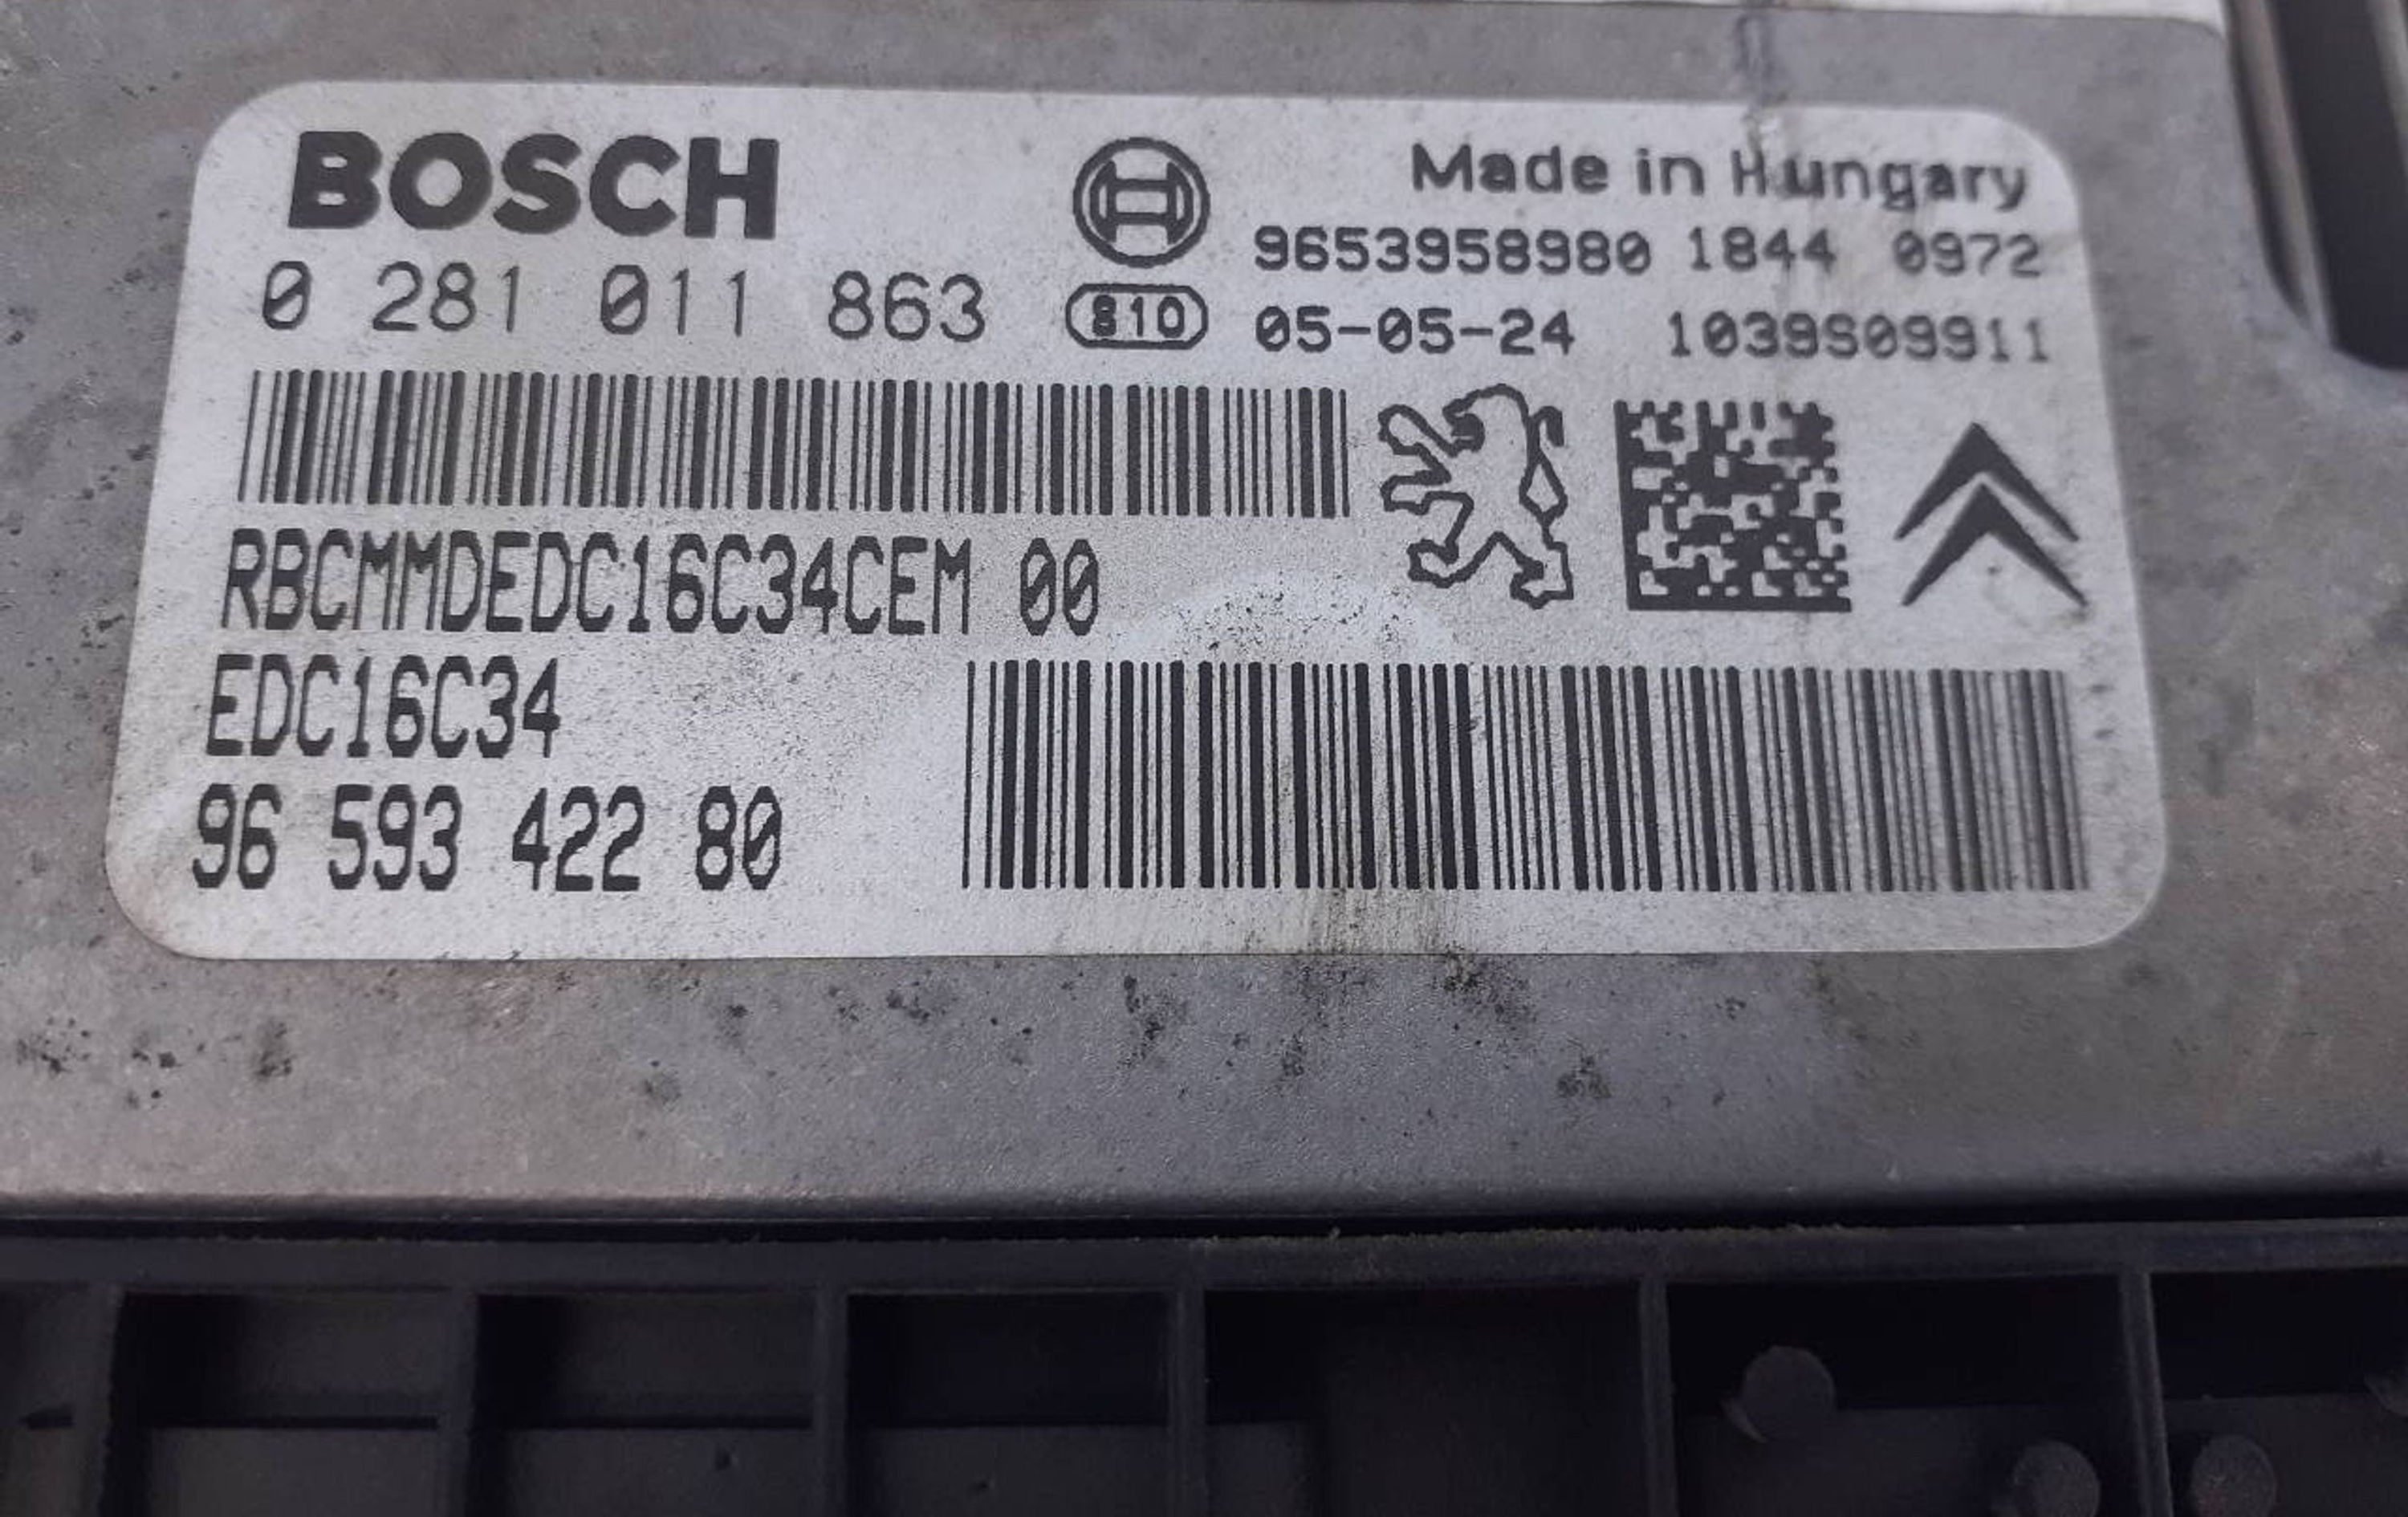 BOSCH
Made in Hungary
9653958980 1844 0972
0 281 011 863
810
05-05-24 1039S09911
RBCMMDEDC16C34CEM 00
EDC16C34
96 593 422 80